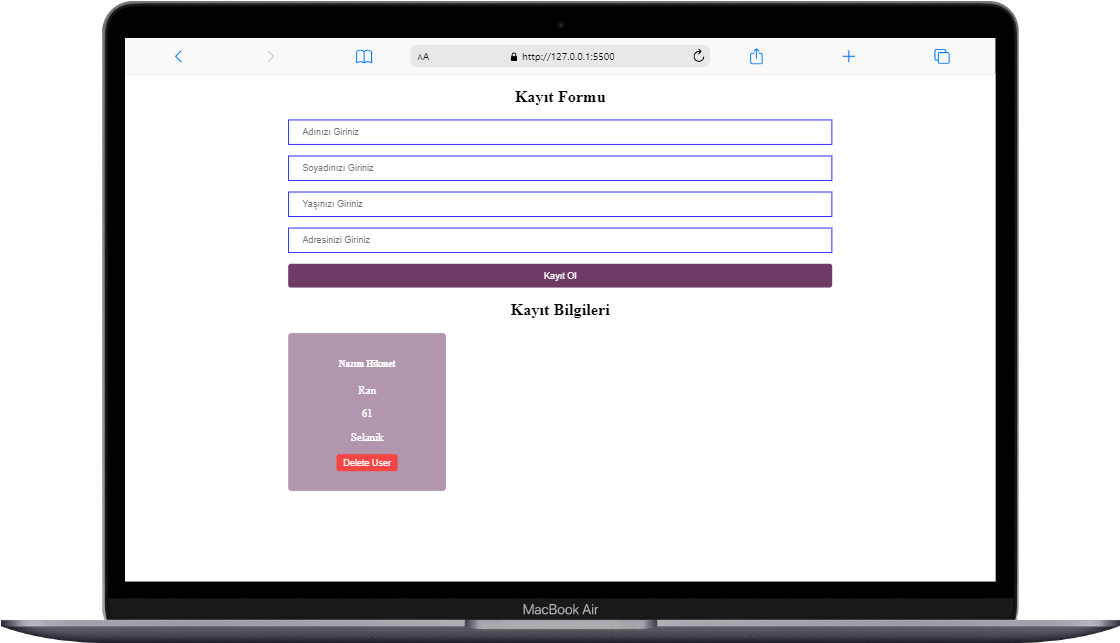 AA
http://127.0.0.1:5500
Kayıt Formu
Adınızı Giriniz
Soyadınızı Giriniz
Yaşınızı Giriniz
Adresinizi Giriniz
Kayıt Ol
Kayıt Bilgileri
Nazım Hikmet
Ran
61
Selanik
Delete User
MacBook Air